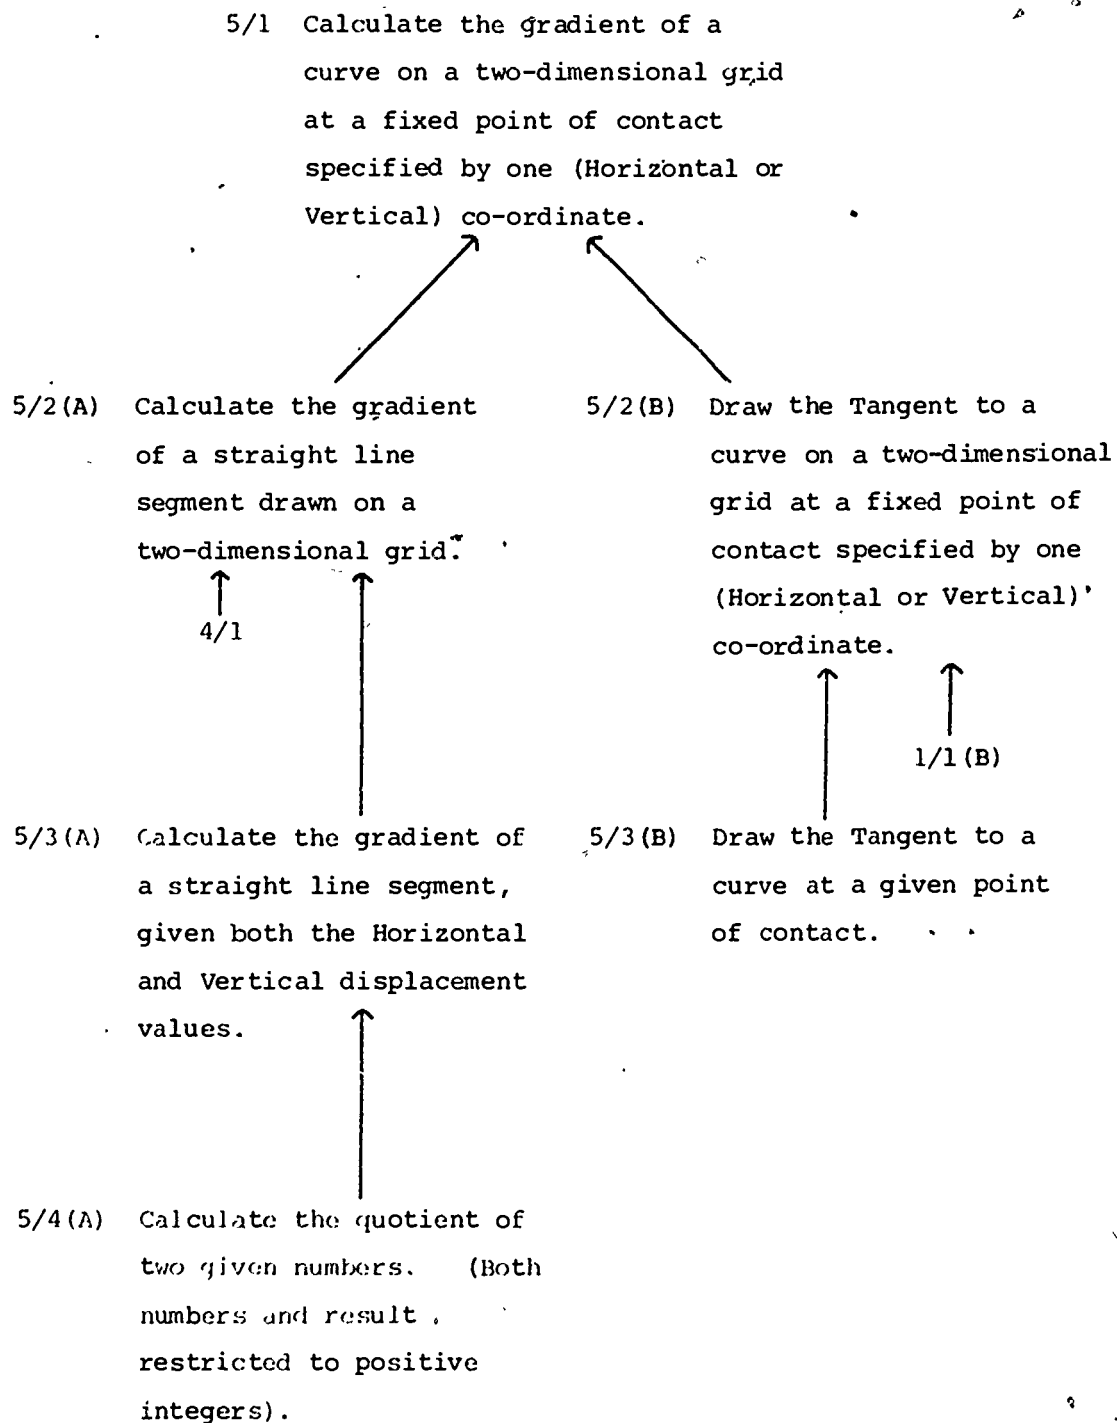 5/1 Calculate the gradient of a
curve on a two-dimensional grid
at a fixed point of contact
specified by one (Horizontal or
Vertical) co-ordinate.
5/2(A) Calculate the gradient
of a straight line
segment drawn on a
two-dimensional grid.
4/1
5/2(B) Draw the Tangent to a
curve on a two-dimensional
grid at a fixed point of
contact specified by one
(Horizontal or Vertical)
co-ordinate.
1/1(B)
5/3(A) Calculate the gradient of
a straight line segment,
given both the Horizontal
and Vertical displacement
values.
5/3(B) Draw the Tangent to a
curve at a given point
of contact.
5/4(A) Calculate the quotient of
two given numbers. (Both
numbers and result
restricted to positive
integers).